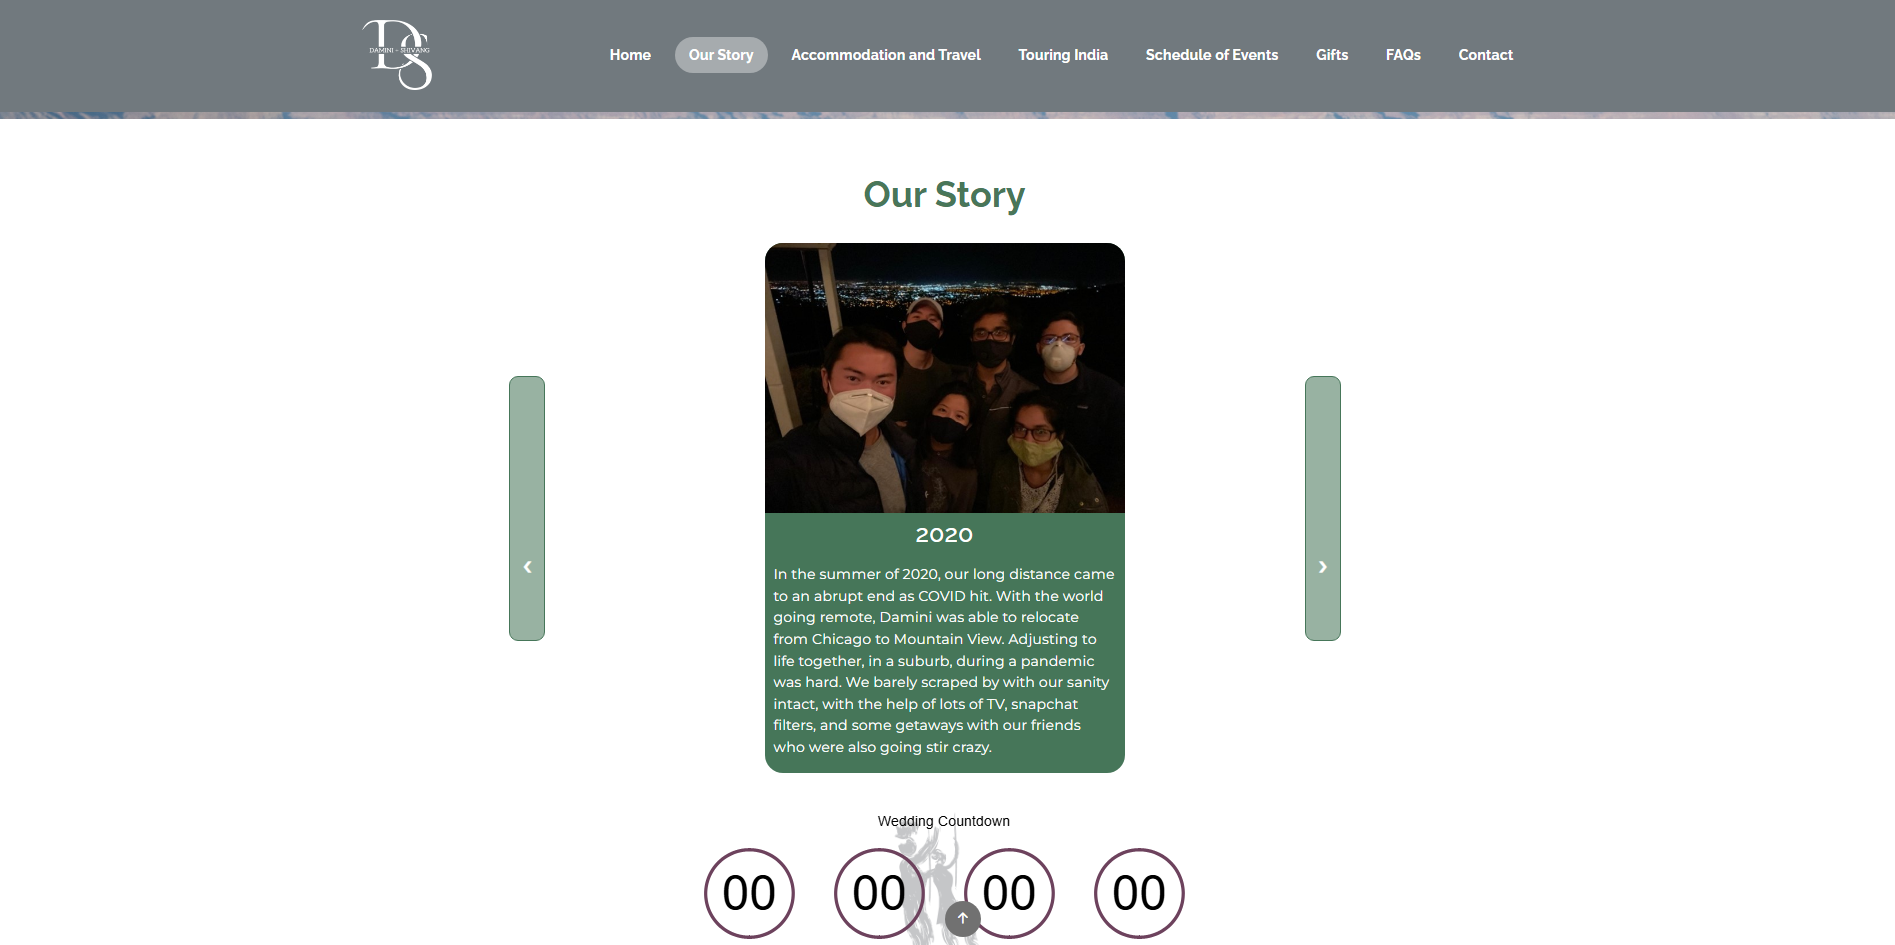 DAMINI - SHIVANG
DS
Home Our Story Accommodation and Travel Touring India Schedule of Events Gifts FAQs Contact
Our Story
2020
In the summer of 2020, our long distance came
to an abrupt end as COVID hit. With the world
going remote, Damini was able to relocate
from Chicago to Mountain View. Adjusting to
life together, in a suburb, during a pandemic
was hard. We barely scraped by with our sanity
intact, with the help of lots of TV, snapchat
filters, and some getaways with our friends
who were also going stir crazy.
Wedding Countdown
00 00 00 00